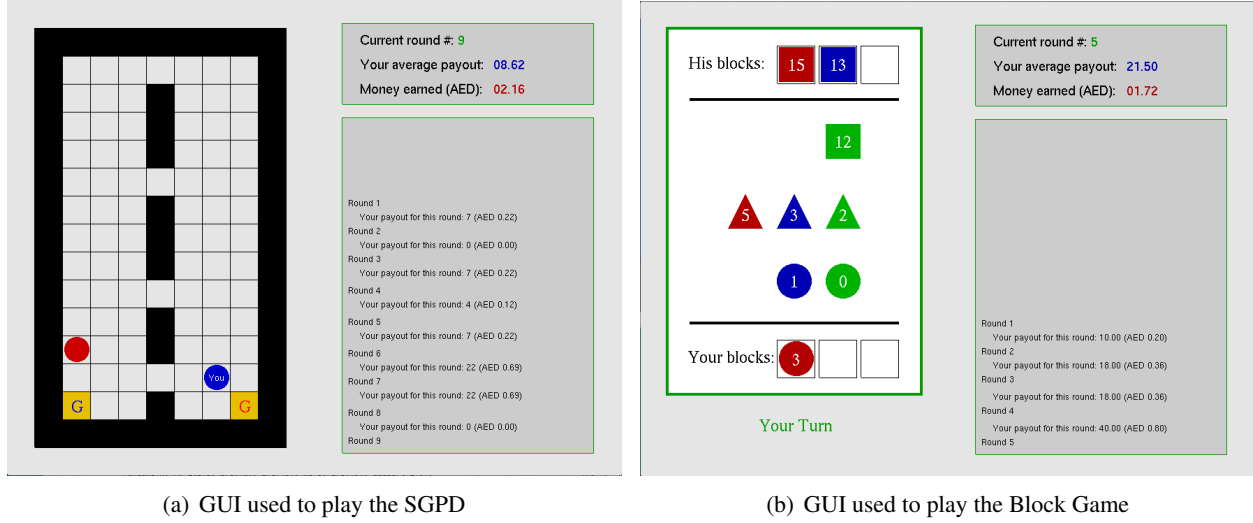 You
G
G
Current round #: 9
Your average payout: 08.62
Money earned (AED): 02.16
Round 1
Your payout for this round: 7 (AED 0.22)
Round 2
Your payout for this round: 0 (AED 0.00)
Round 3
Your payout for this round: 7 (AED 0.22)
Round 4
Your payout for this round: 4 (AED 0.12)
Round 5
Your payout for this round: 7 (AED 0.22)
Round 6
Your payout for this round: 22 (AED 0.69)
Round 7
Your payout for this round: 22 (AED 0.69)
Round 8
Your payout for this round: 0 (AED 0.00)
Round 9
(a) GUI used to play the SGPD
His blocks: 15 13
12
5 3 2
1 0
Your blocks: 3
Your Turn
Current round #: 5
Your average payout: 21.50
Money earned (AED): 01.72
Round 1
Your payout for this round: 10.00 (AED 0.20)
Round 2
Your payout for this round: 18.00 (AED 0.36)
Round 3
Your payout for this round: 18.00 (AED 0.36)
Round 4
Your payout for this round: 40.00 (AED 0.80)
Round 5
(b) GUI used to play the Block Game